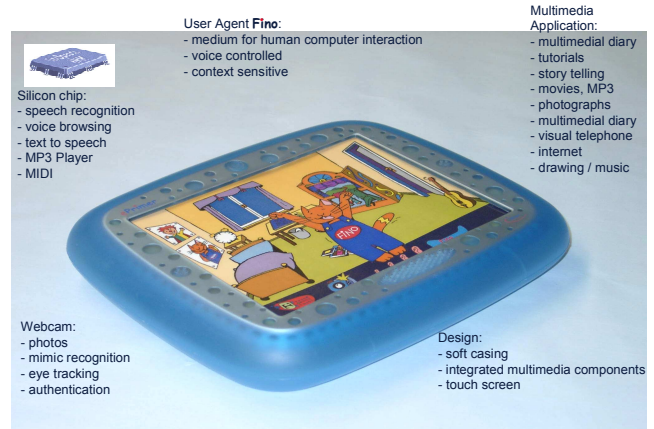 User Agent Fino:
- medium for human computer interaction
- voice controlled
- context sensitive
Multimedia
Application:
- multimedial diary
- tutorials
- story telling
- movies, MP3
- photographs
- multimedial diary
- visual telephone
- internet
- drawing / music
Silicon chip:
- speech recognition
- voice browsing
- text to speech
- MP3 Player
- MIDI
FINO
Webcam:
- photos
- mimic recognition
- eye tracking
- authentication
Design:
- soft casing
- integrated multimedia components
- touch screen